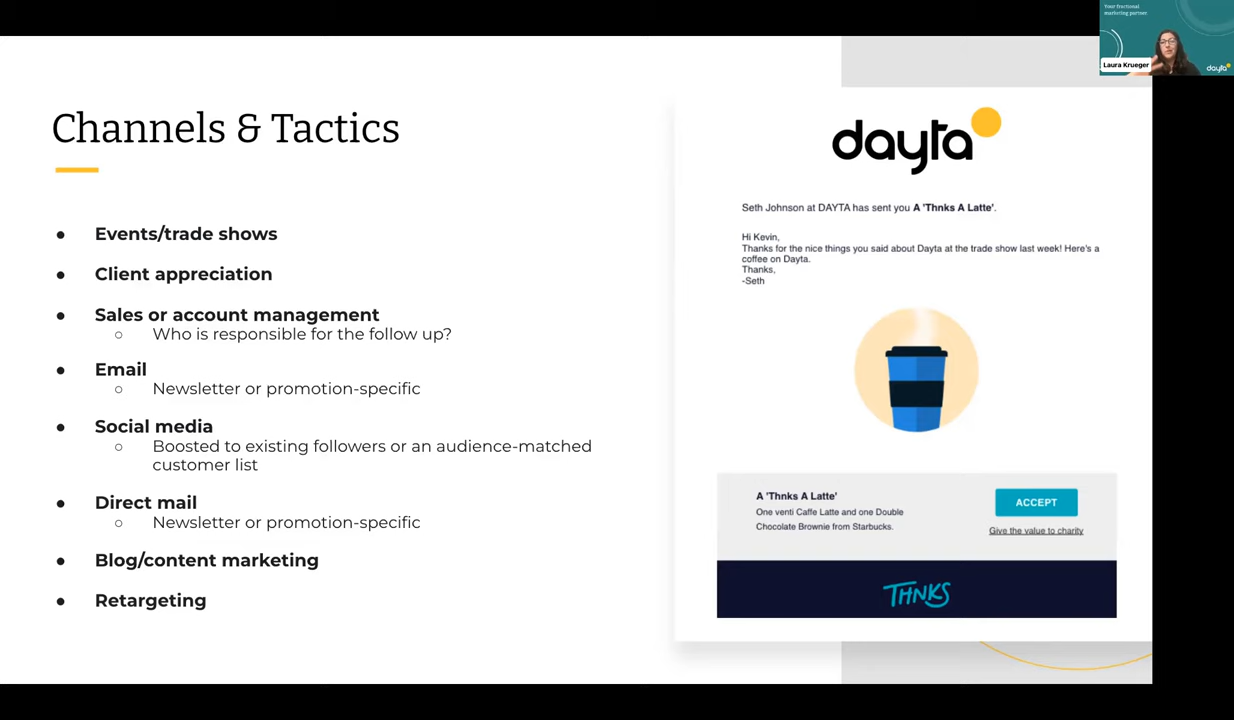 Your fractional
marketing partner
Laura Krueger
dayta
Channels & Tactics
● Events/trade shows
● Client appreciation
● Sales or account management
○ Who is responsible for the follow up?
● Email
○ Newsletter or promotion-specific
● Social media
○ Boosted to existing followers or an audience-matched
customer list
● Direct mail
○ Newsletter or promotion-specific
● Blog/content marketing
● Retargeting
dayta
Seth Johnson at DAYTA has sent you A 'Thnks A Latte'.
Hi Kevin,
Thanks for the nice things you said about Dayta at the trade show last week! Here's a
coffee on Dayta.
Thanks,
-Seth
A 'Thnks A Latte'
One venti Caffe Latte and one Double
Chocolate Brownie from Starbucks.
ACCEPT
Give the value to charity
THNKS